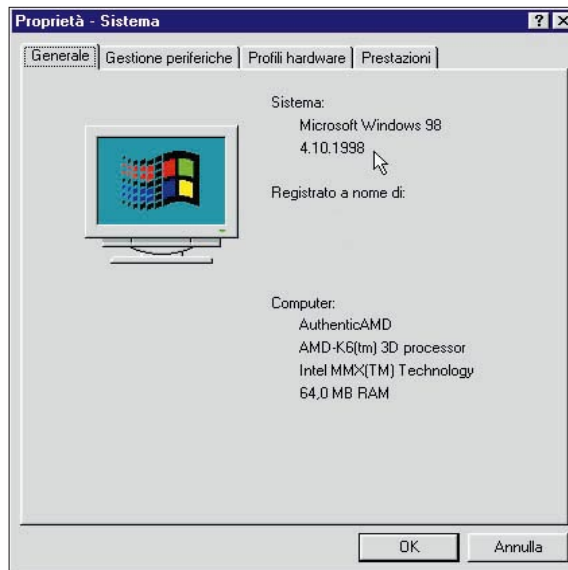 Proprietà - Sistema
Generale Gestione periferiche Profili hardware Prestazioni
Sistema:
Microsoft Windows 98
4.10.1998
Registrato a nome di:
Computer:
AuthenticAMD
AMD-K6(tm) 3D processor
Intel MMX(TM) Technology
64,0 MB RAM
OK Annulla